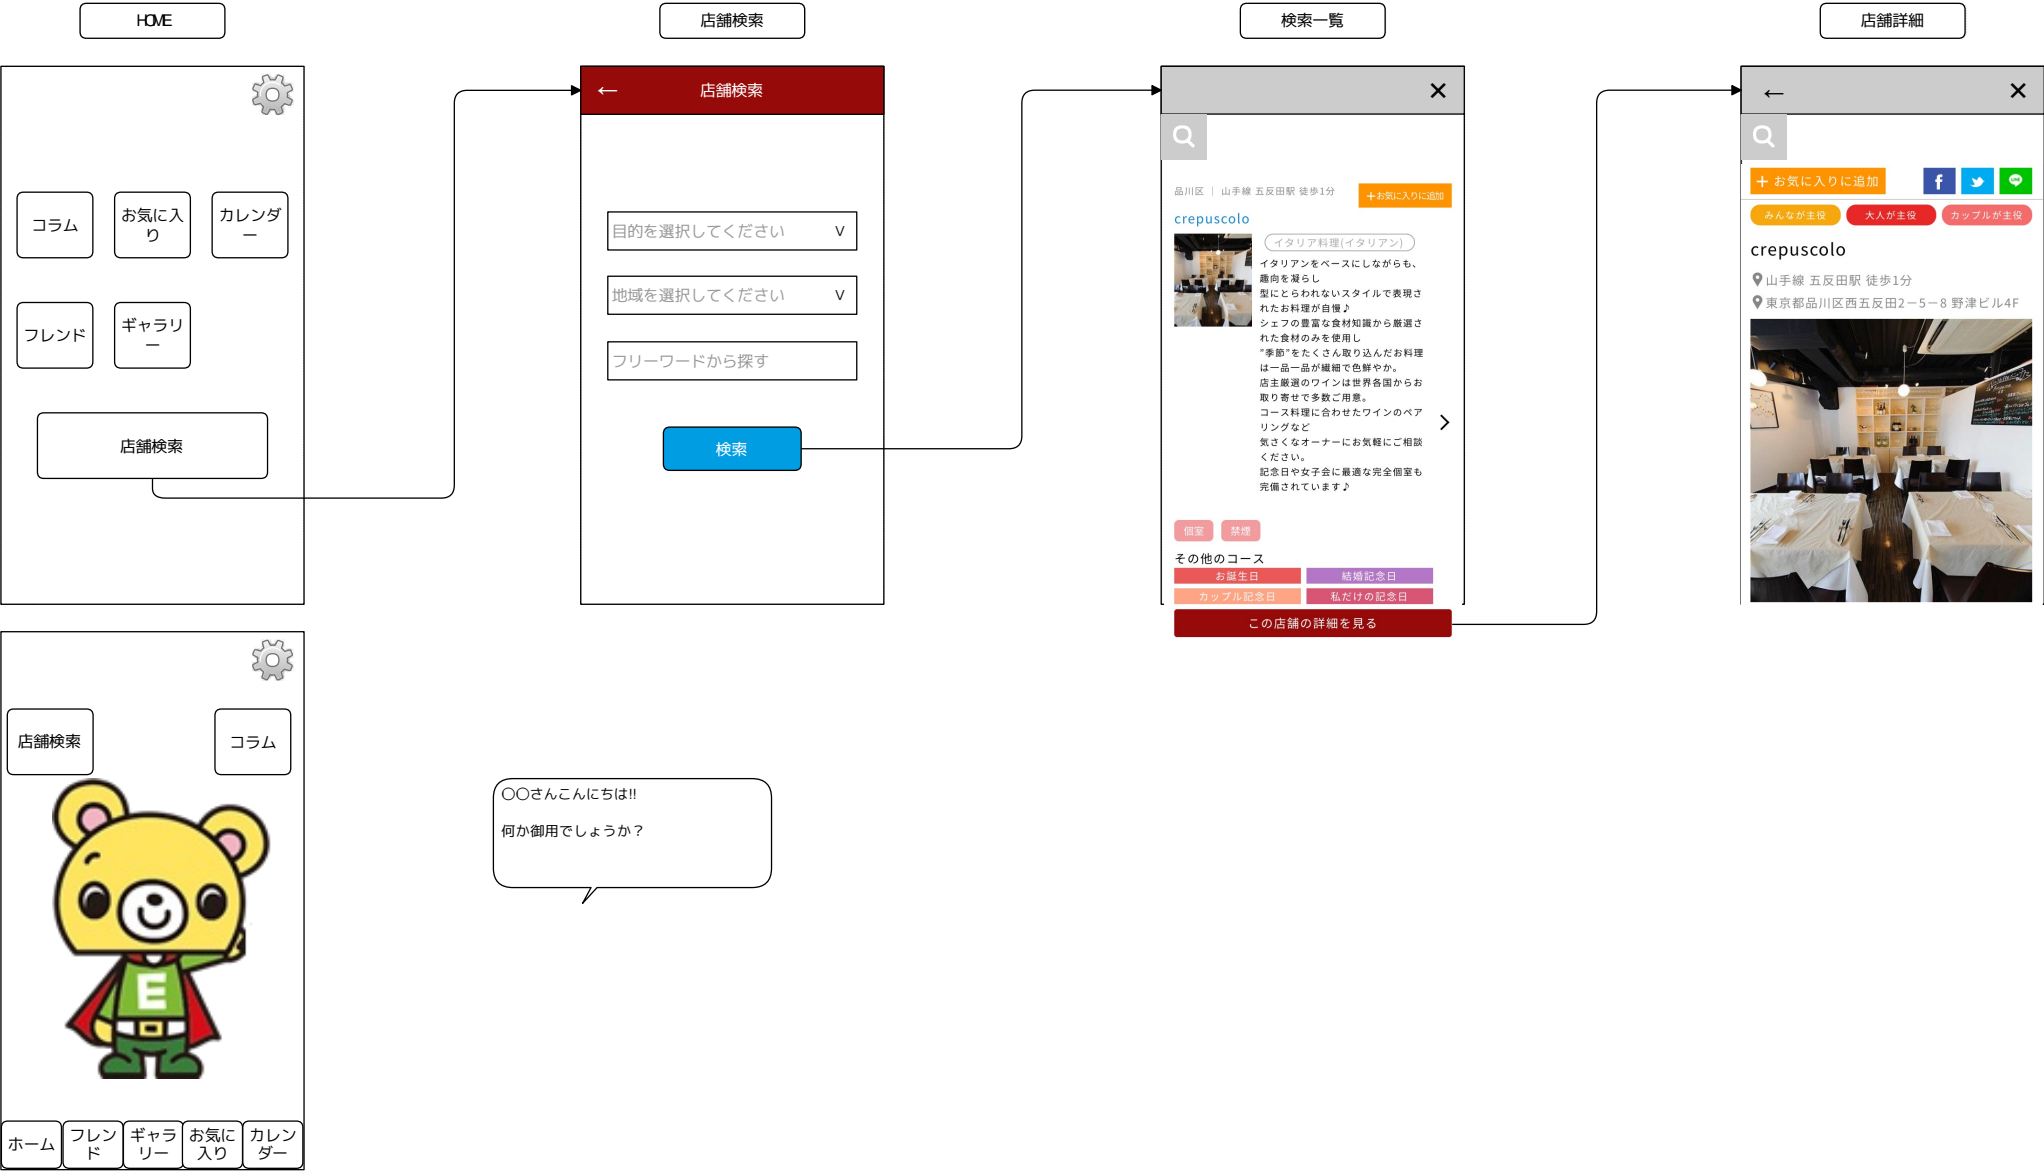 HOME
店舗検索
検索一覧
店舗詳細
コラム
お気に入
り
カレンダ
ー
フレンド
ギャラリ
ー
店舗検索
← 店舗検索
目的を選択してください V
地域を選択してください V
フリーワードから探す
検索
×
品川区 | 山手線 五反田駅 徒歩1分
+お気に入りに追加
crepuscolo
イタリア料理(イタリアン)
イタリアンをベースにしながらも、
趣向を凝らし
型にとらわれないスタイルで表現さ
れたお料理が自慢♪
シェフの豊富な食材知識から厳選さ
れた食材のみを使用し
"季節"をたくさん取り込んだお料理
は一品一品が繊細で色鮮やか。
店主厳選のワインは世界各国からお
取り寄せで多数ご用意。
コース料理に合わせたワインのペア
リングなど
気さくなオーナーにお気軽にご相談
ください。
記念日や女子会に最適な完全個室も
完備されています♪
個室 禁煙
その他のコース
お誕生日 結婚記念日
カップル記念日 私だけの記念日
この店舗の詳細を見る
← ×
+ お気に入りに追加
f
LINE
みんなが主役 大人が主役 カップルが主役
crepuscolo
山手線 五反田駅 徒歩1分
東京都品川区西五反田2−5−8 野津ビル4F
店舗検索
コラム
E
ホーム
フレン
ド
ギャラ
リー
お気に
入り
カレン
ダー
〇〇さんこんにちは!!
何か御用でしょうか？